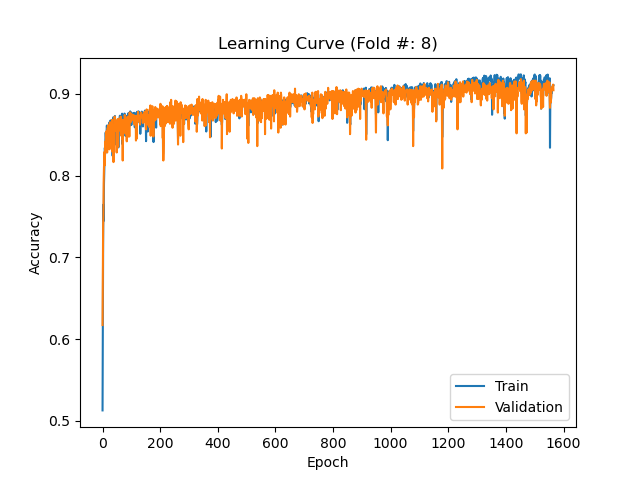 Learning Curve (Fold #: 8)
Accuracy
0.9
0.8
0.7
0.6
0.5
0 200 400 600 800 1000 1200 1400 1600
Epoch
Train
Validation